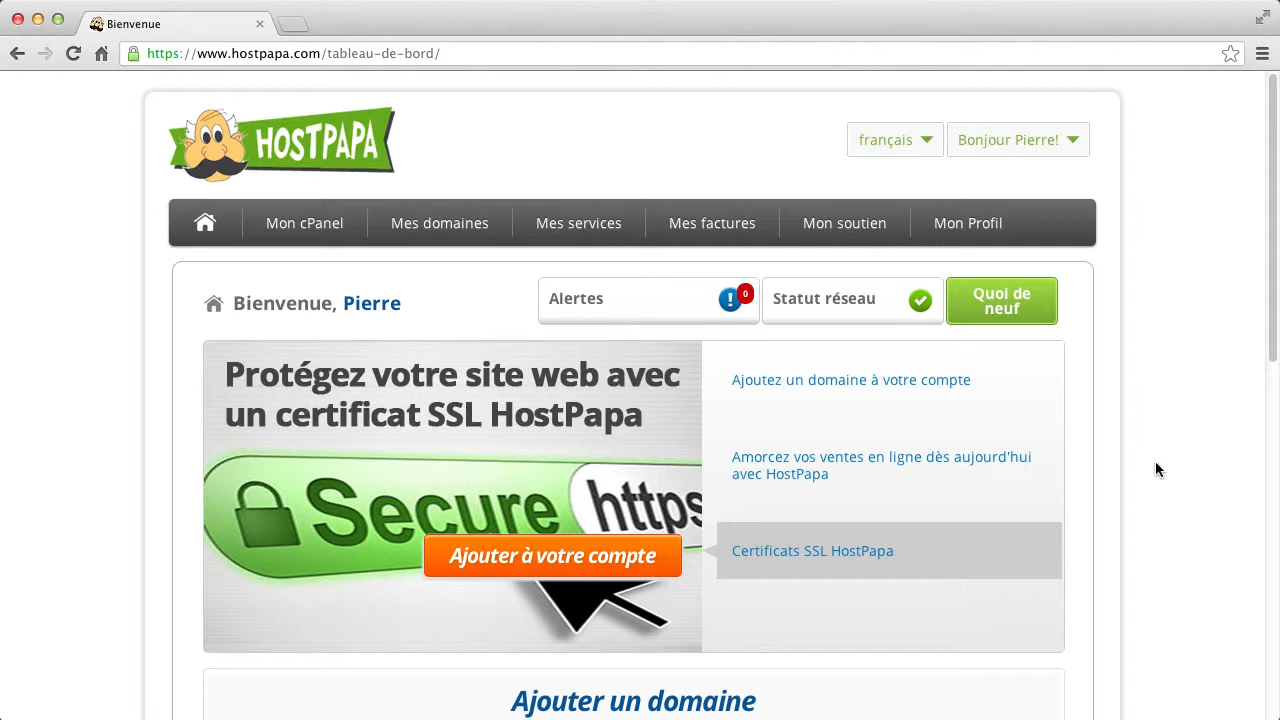 Bienvenue
https://www.hostpapa.com/tableau-de-bord/
HOSTPAPA
français
Bonjour Pierre!
Mon cPanel
Mes domaines
Mes services
Mes factures
Mon soutien
Mon Profil
Bienvenue, Pierre
Alertes
0
Statut réseau
Quoi de
neuf
Protégez votre site web avec
un certificat SSL HostPapa
Secure
https
Ajouter à votre compte
Ajoutez un domaine à votre compte
Amorcez vos ventes en ligne dès aujourd'hui
avec HostPapa
Certificats SSL HostPapa
Ajouter un domaine